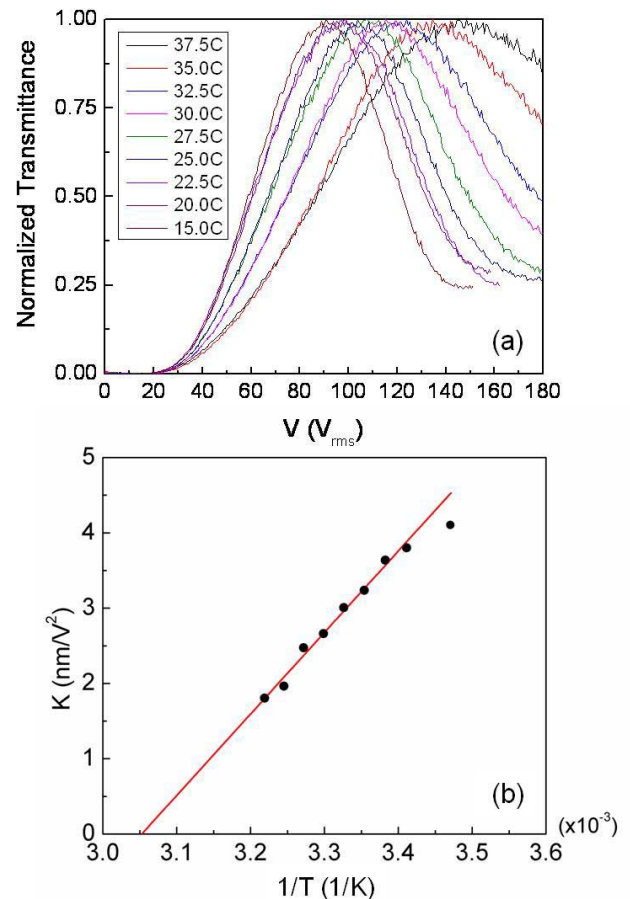 1.00
0.75
0.50
0.25
0.00
Normalized Transmittance
37.5C
35.0C
32.5C
30.0C
27.5C
25.0C
22.5C
20.0C
15.0C
(a)
0 20 40 60 80 100 120 140 160 180
V (Vrms)
5
4
3
2
1
0
K (nm/V²)
(b)
3.0 3.1 3.2 3.3 3.4 3.5 3.6
(x10⁻³)
1/T (1/K)